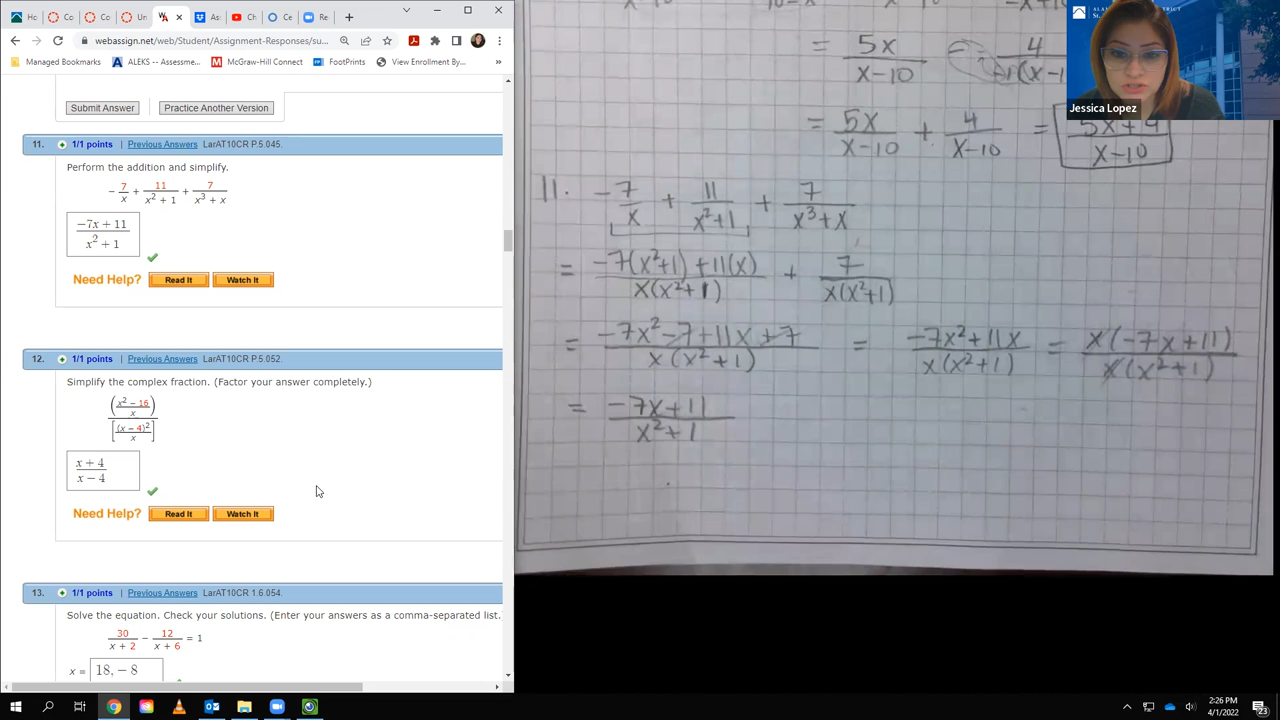 webassign.net/web/Student/Assignment-Responses/su...
Managed Bookmarks
ALEKS -- Assessme...
McGraw-Hill Connect
FootPrints
View Enrollment By...
Submit Answer
Practice Another Version
11. 1/1 points | Previous Answers LarAT10CR P.5.045.
Perform the addition and simplify.
- 7/x + 11/(x² + 1) + 7/(x³ + x)
(−7x + 11)/(x² + 1)
Need Help? Read It Watch It
12. 1/1 points | Previous Answers LarAT10CR P.5.052.
Simplify the complex fraction. (Factor your answer completely.)
((x² − 16)/x) / [(x − 4)²/x]
(x + 4)/(x − 4)
Need Help? Read It Watch It
13. 1/1 points | Previous Answers LarAT10CR 1.6.054.
Solve the equation. Check your solutions. (Enter your answers as a comma-separated list.
30/(x + 2) − 12/(x + 6) = 1
x = 18, − 8
= 5x/(x-10)
= 5x/(x-10) + 4/(x-10) = (5x+4)/(x-10)
11. -7/x + 11/(x²+1) + 7/(x³+x)
= (-7(x²+1)+11(x))/(x(x²+1)) + 7/(x(x²+1))
= (-7x²-7+11x+7)/(x(x²+1)) = (-7x²+11x)/(x(x²+1)) = (x(-7x+11))/(x(x²+1))
= (-7x+11)/(x²+1)
Jessica Lopez
2:26 PM
4/1/2022
23